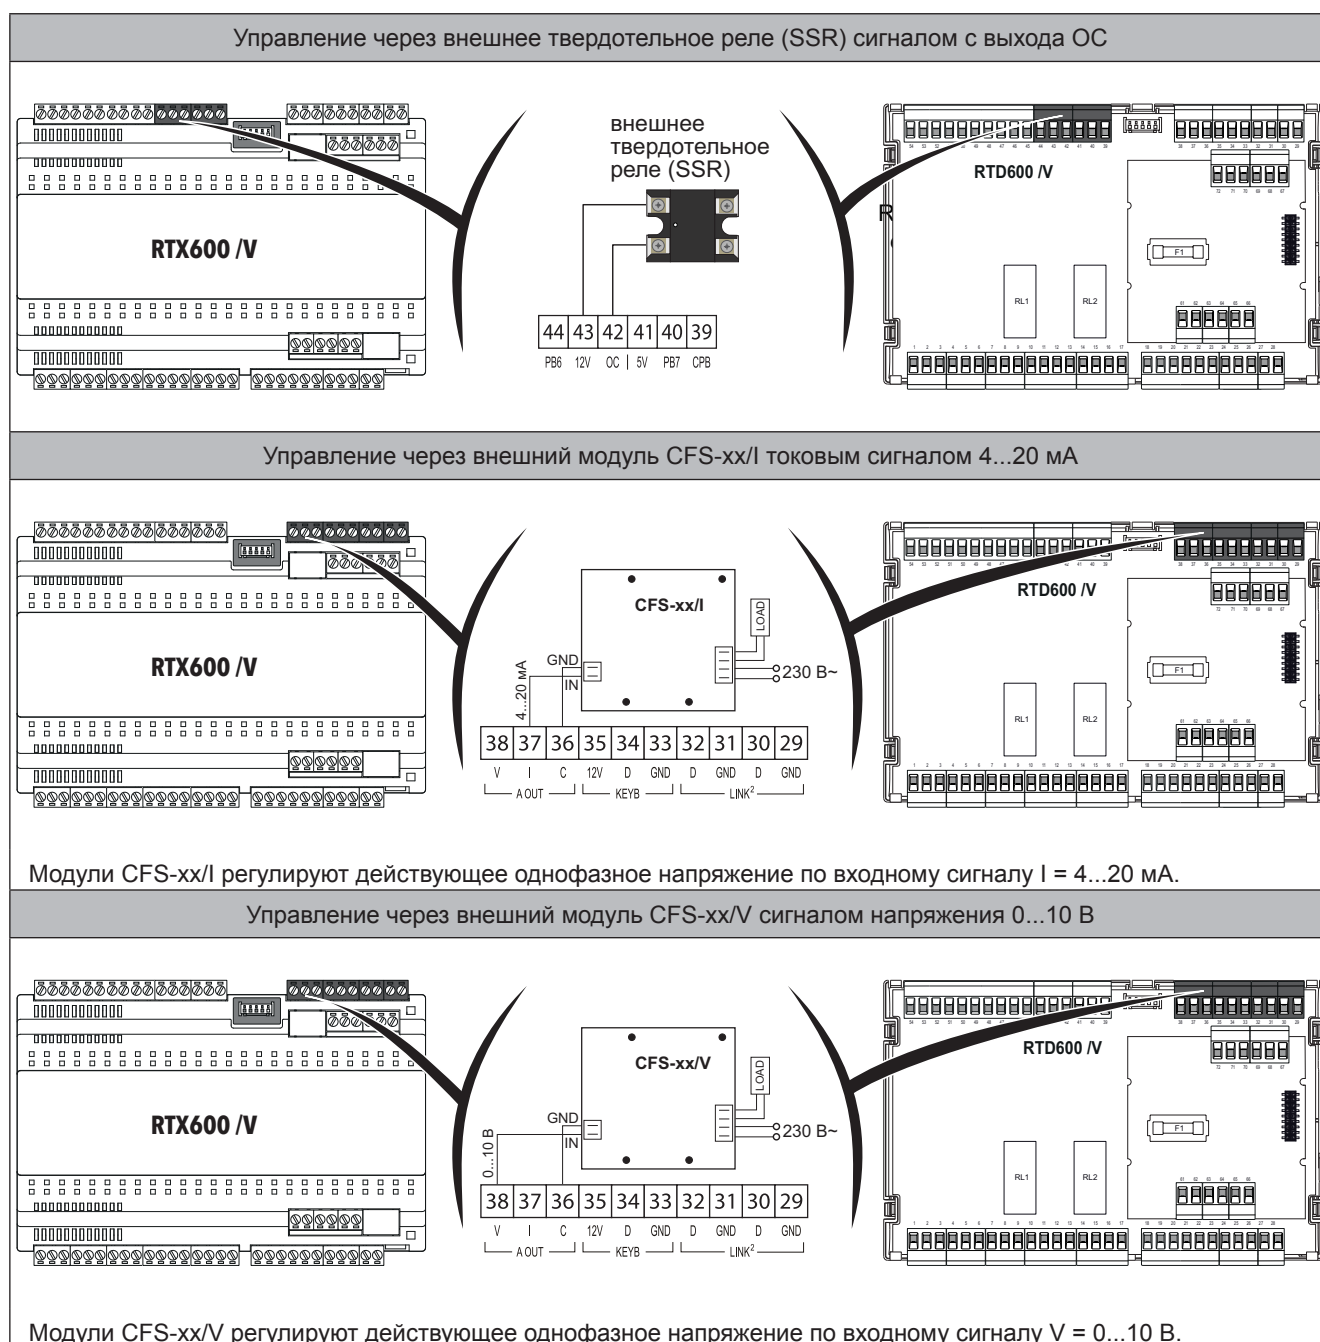 Управление через внешнее твердотельное реле (SSR) сигналом с выхода ОС
RTX600 /V
внешнее
твердотельное
реле (SSR)
44 43 42 41 40 39
PB6 12V OC | 5V PB7 CPB
RTD600 /V
R
F1
RL1 RL2
Управление через внешний модуль CFS-xx/I токовым сигналом 4...20 мА
RTX600 /V
CFS-xx/I
LOAD
GND
IN
230 В~
4...20 мА
38 37 36 35 34 33 32 31 30 29
V I C 12V D GND D GND D GND
A OUT KEYB LINK²
RTD600 /V
F1
RL1 RL2
Модули CFS-xx/I регулируют действующее однофазное напряжение по входному сигналу I = 4...20 мА.
Управление через внешний модуль CFS-xx/V сигналом напряжения 0...10 В
RTX600 /V
CFS-xx/V
LOAD
GND
IN
230 В~
0...10 В
38 37 36 35 34 33 32 31 30 29
V I C 12V D GND D GND D GND
A OUT KEYB LINK²
RTD600 /V
F1
RL1 RL2
Модули CFS-xx/V регулируют действующее однофазное напряжение по входному сигналу V = 0...10 В.